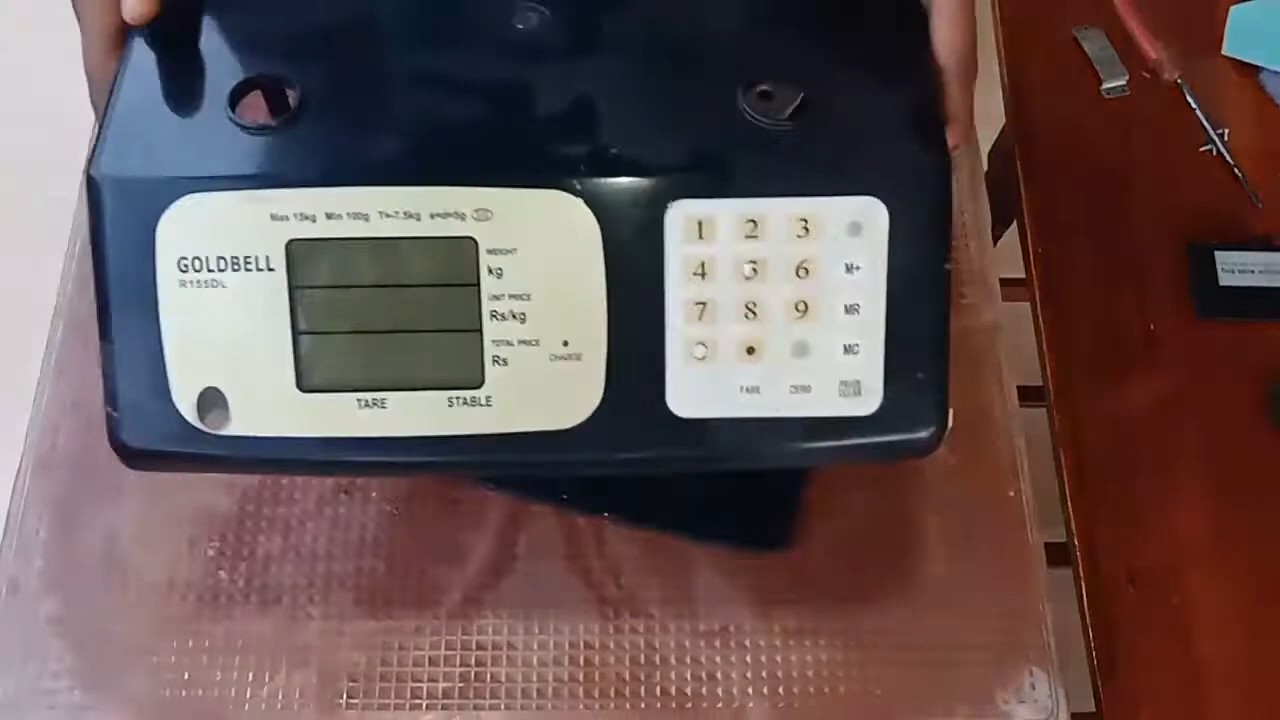 Max 15kg Min 100g T=-7.5kg e=d=5g
GOLDBELL
R155DL
WEIGHT
kg
UNIT PRICE
Rs/kg
TOTAL PRICE
Rs
CHARGE
TARE STABLE
1 2 3
4 5 6 M+
7 8 9 MR
MC
TARE ZERO